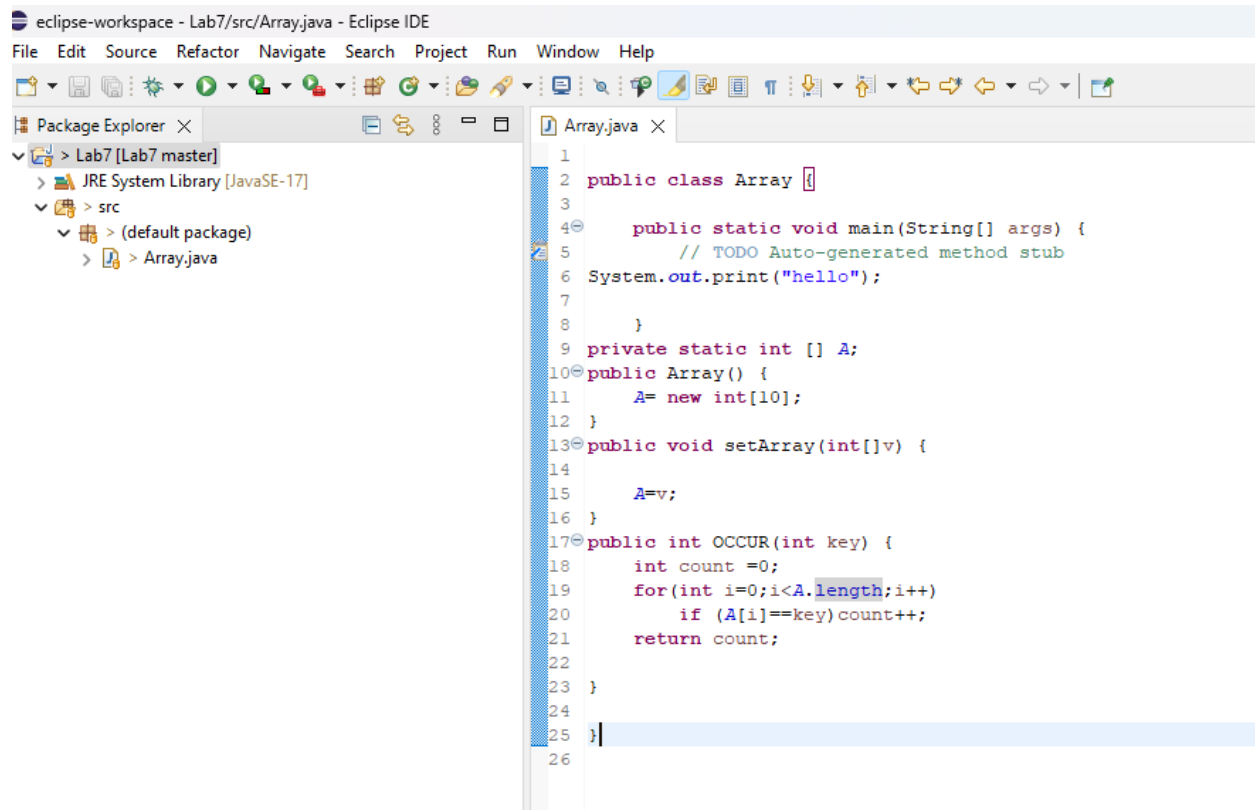 eclipse-workspace - Lab7/src/Array.java - Eclipse IDE
File Edit Source Refactor Navigate Search Project Run Window Help
Package Explorer
> Lab7 [Lab7 master]
JRE System Library [JavaSE-17]
> src
> (default package)
> Array.java
Array.java
1
2 public class Array {
3
4 public static void main(String[] args) {
5 // TODO Auto-generated method stub
6 System.out.print("hello");
7
8 }
9 private static int [] A;
10 public Array() {
11 A= new int[10];
12 }
13 public void setArray(int[]v) {
14
15 A=v;
16 }
17 public int OCCUR(int key) {
18 int count =0;
19 for(int i=0;i<A.length;i++)
20 if (A[i]==key)count++;
21 return count;
22
23 }
24
25 }
26